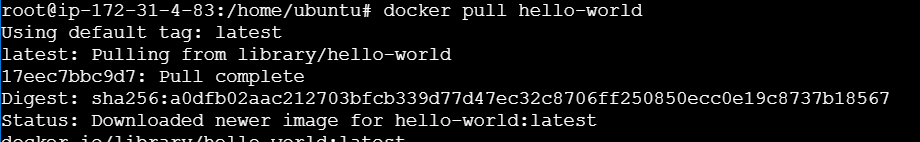 root@ip-172-31-4-83:/home/ubuntu# docker pull hello-world
Using default tag: latest
latest: Pulling from library/hello-world
17eec7bbc9d7: Pull complete
Digest: sha256:a0dfb02aac212703bfcb339d77d47ec32c8706ff250850ecc0e19c8737b18567
Status: Downloaded newer image for hello-world:latest
docker.io/library/hello-world:latest